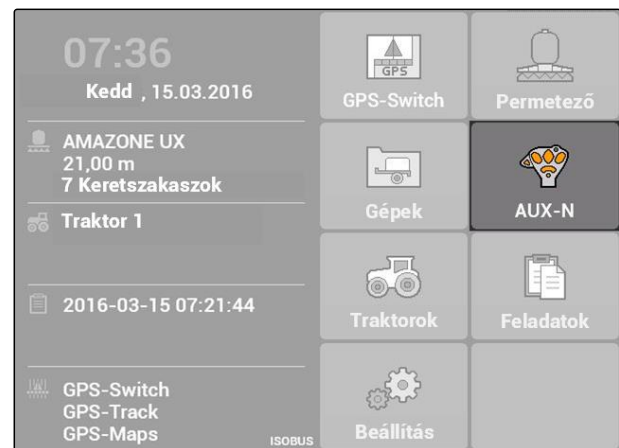 07:36
Kedd , 15.03.2016
AMAZONE UX
21,00 m
7 Keretszakaszok
Traktor 1
2016-03-15 07:21:44
GPS-Switch
GPS-Track
GPS-Maps
ISOBUS
GPS
GPS-Switch
Permetező
Gépek
AUX-N
Traktorok
Feladatok
Beállítás